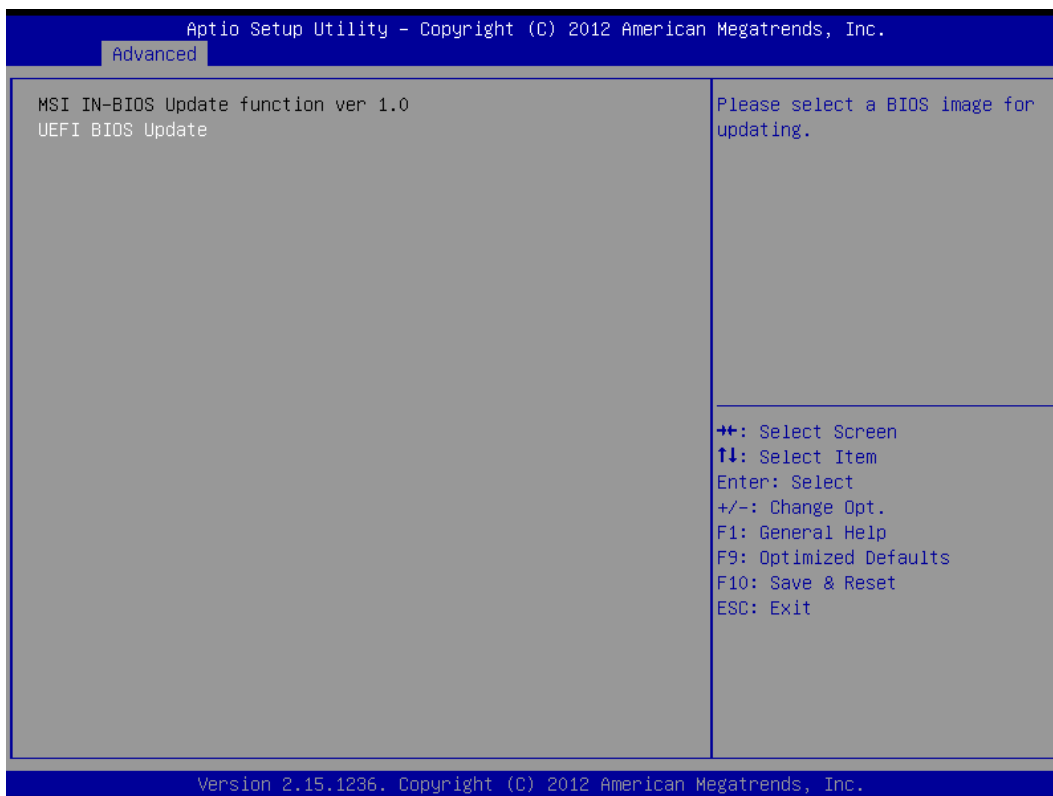 Aptio Setup Utility – Copyright (C) 2012 American Megatrends, Inc.
Advanced
MSI IN-BIOS Update function ver 1.0
UEFI BIOS Update
Please select a BIOS image for
updating.
→←: Select Screen
↑↓: Select Item
Enter: Select
+/-: Change Opt.
F1: General Help
F9: Optimized Defaults
F10: Save & Reset
ESC: Exit
Version 2.15.1236. Copyright (C) 2012 American Megatrends, Inc.